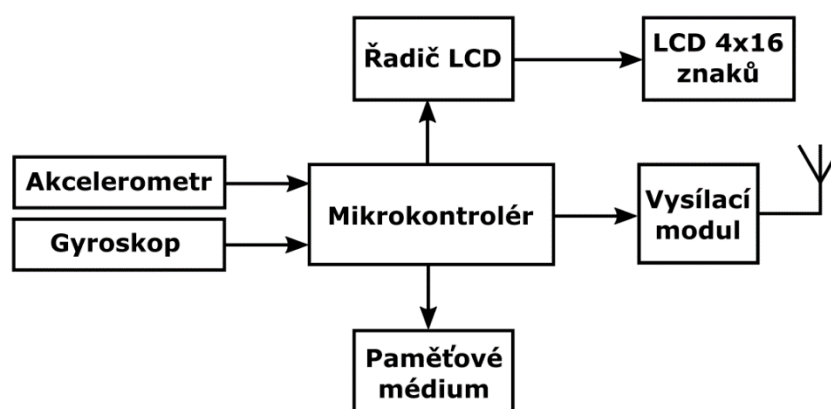 Řadič LCD
LCD 4x16
znaků
Akcelerometr
Gyroskop
Mikrokontrolér
Vysílací
modul
Paměťové
médium